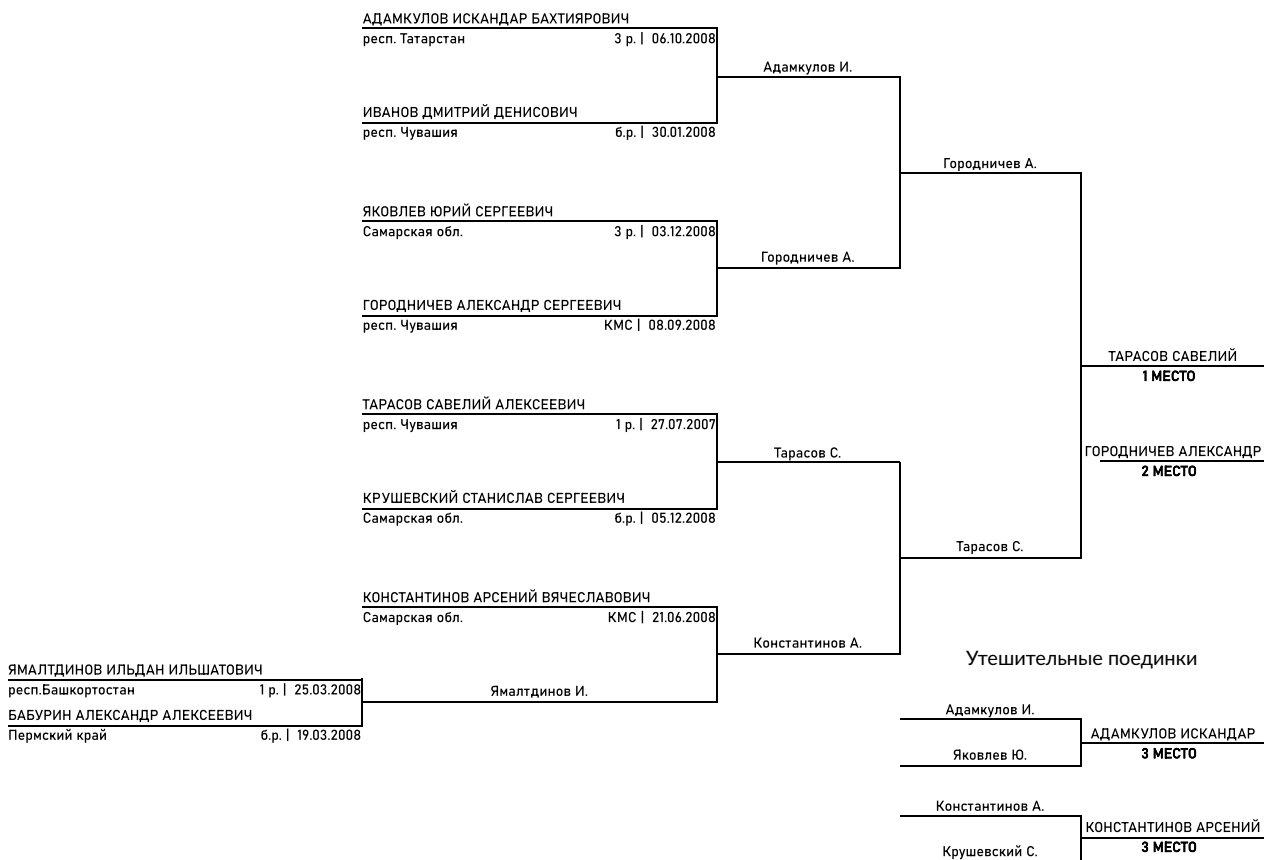 АДАМКУЛОВ ИСКАНДАР БАХТИЯРОВИЧ
респ. Татарстан 3 р. | 06.10.2008
Адамкулов И.
ИВАНОВ ДМИТРИЙ ДЕНИСОВИЧ
респ. Чувашия б.р. | 30.01.2008
Городничев А.
ЯКОВЛЕВ ЮРИЙ СЕРГЕЕВИЧ
Самарская обл. 3 р. | 03.12.2008
Городничев А.
ГОРОДНИЧЕВ АЛЕКСАНДР СЕРГЕЕВИЧ
респ. Чувашия КМС | 08.09.2008
ТАРАСОВ САВЕЛИЙ
1 МЕСТО
ТАРАСОВ САВЕЛИЙ АЛЕКСЕЕВИЧ
респ. Чувашия 1 р. | 27.07.2007
Тарасов С.
ГОРОДНИЧЕВ АЛЕКСАНДР
2 МЕСТО
КРУШЕВСКИЙ СТАНИСЛАВ СЕРГЕЕВИЧ
Самарская обл. б.р. | 05.12.2008
Тарасов С.
КОНСТАНТИНОВ АРСЕНИЙ ВЯЧЕСЛАВОВИЧ
Самарская обл. КМС | 21.06.2008
Константинов А.
Утешительные поединки
ЯМАЛТДИНОВ ИЛЬДАН ИЛЬШАТОВИЧ
респ.Башкортостан 1 р. | 25.03.2008
Ямалтдинов И.
БАБУРИН АЛЕКСАНДР АЛЕКСЕЕВИЧ
Пермский край б.р. | 19.03.2008
Адамкулов И.
АДАМКУЛОВ ИСКАНДАР
3 МЕСТО
Яковлев Ю.
Константинов А.
КОНСТАНТИНОВ АРСЕНИЙ
3 МЕСТО
Крушевский С.